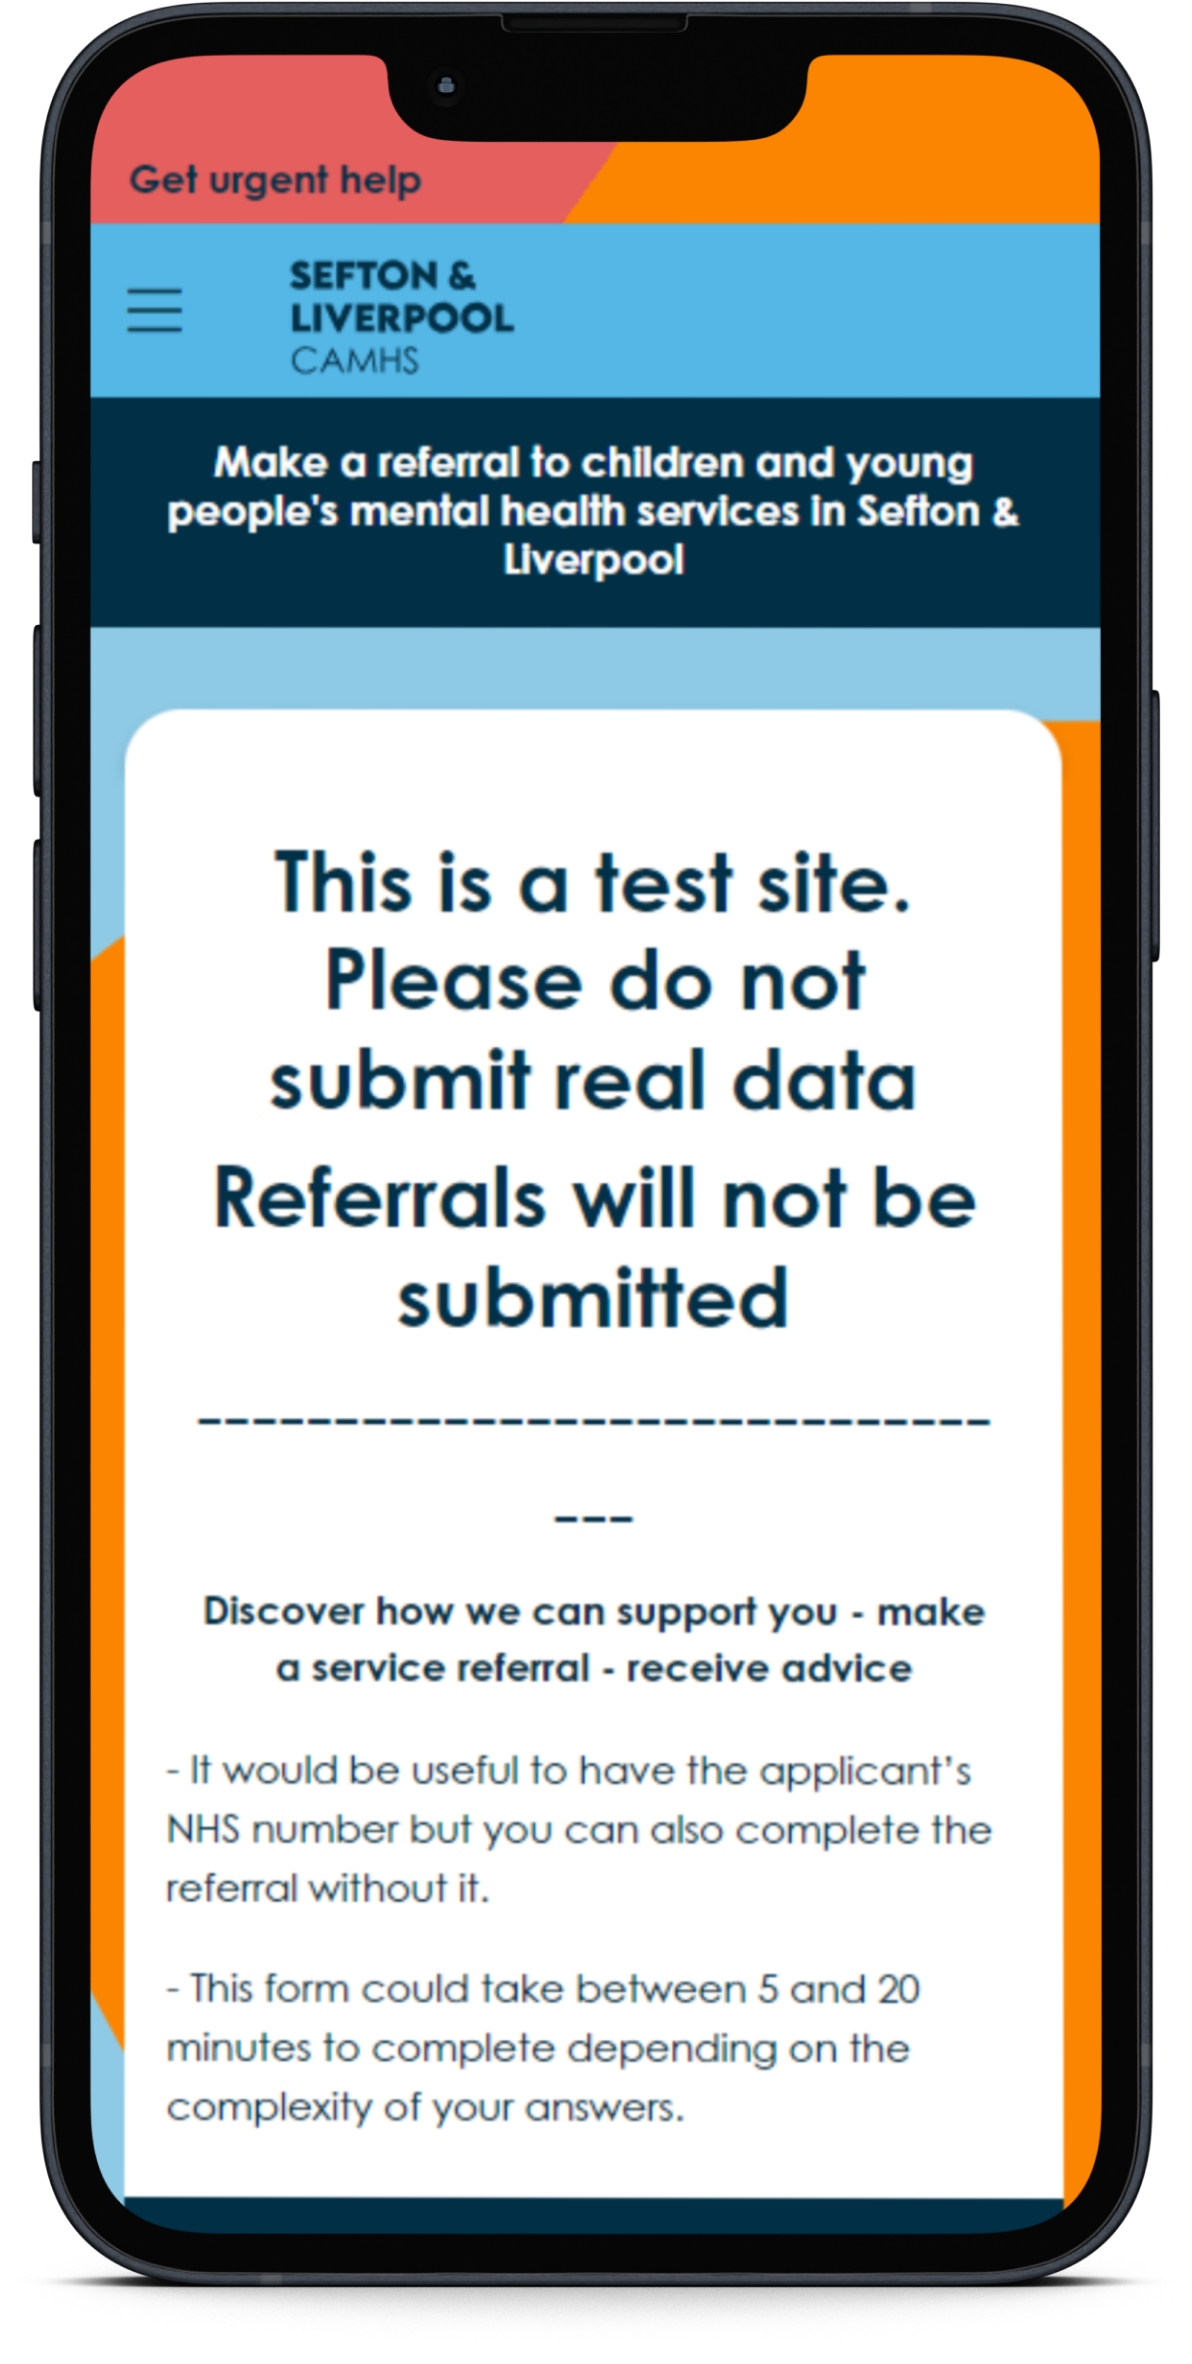 Get urgent help
SEFTON &
LIVERPOOL
CAMHS
Make a referral to children and young
people's mental health services in Sefton &
Liverpool
This is a test site.
Please do not
submit real data
Referrals will not be
submitted
-----------------------------
---
Discover how we can support you - make
a service referral - receive advice
- It would be useful to have the applicant’s
NHS number but you can also complete the
referral without it.
- This form could take between 5 and 20
minutes to complete depending on the
complexity of your answers.